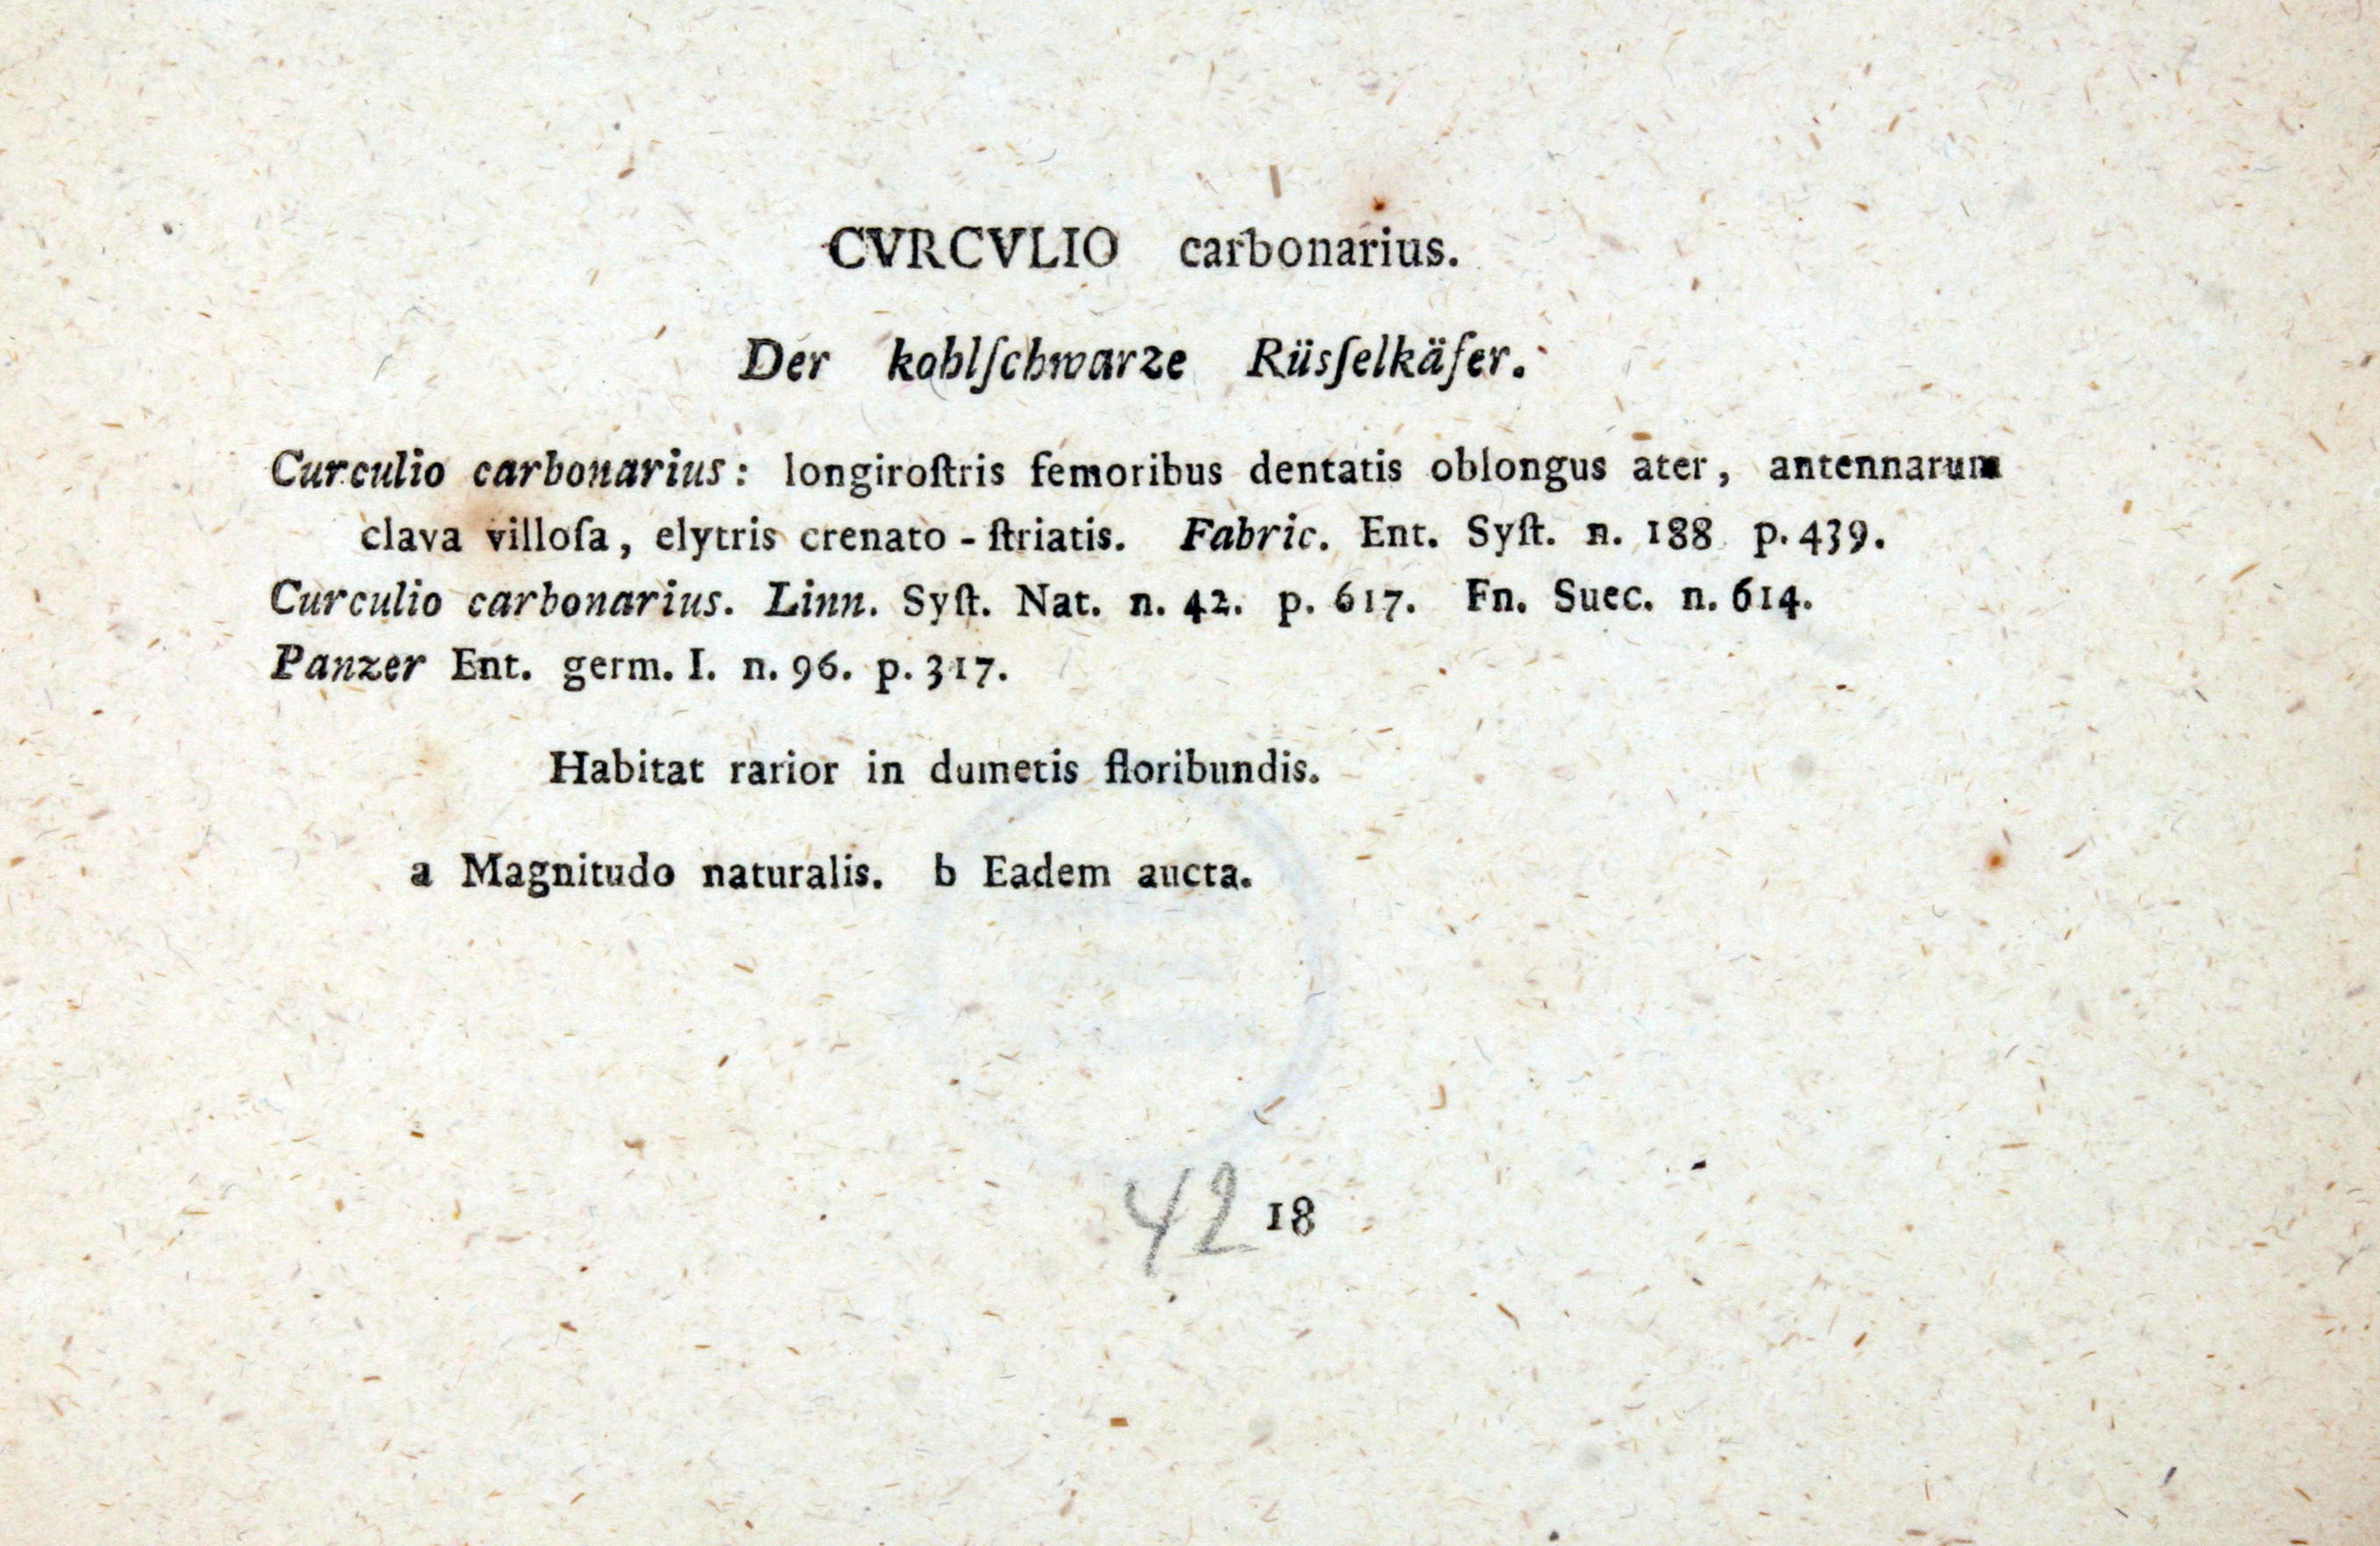 CVRCVLIO carbonarius.
Der kohlſchwarze Rüsſelkäſer.
Curculio carbonarius: longiroſtris femoribus dentatis oblongus ater, antennarum
clava villoſa, elytris crenato-ſtriatis. Fabric. Ent. Syſt. n. 188 p. 439.
Curculio carbonarius. Linn. Syſt. Nat. n. 42. p. 617. Fn. Suec. n. 614.
Panzer Ent. germ. I. n. 96. p. 317.
Habitat rarior in dumetis floribundis.
a Magnitudo naturalis. b Eadem aucta.
42 18